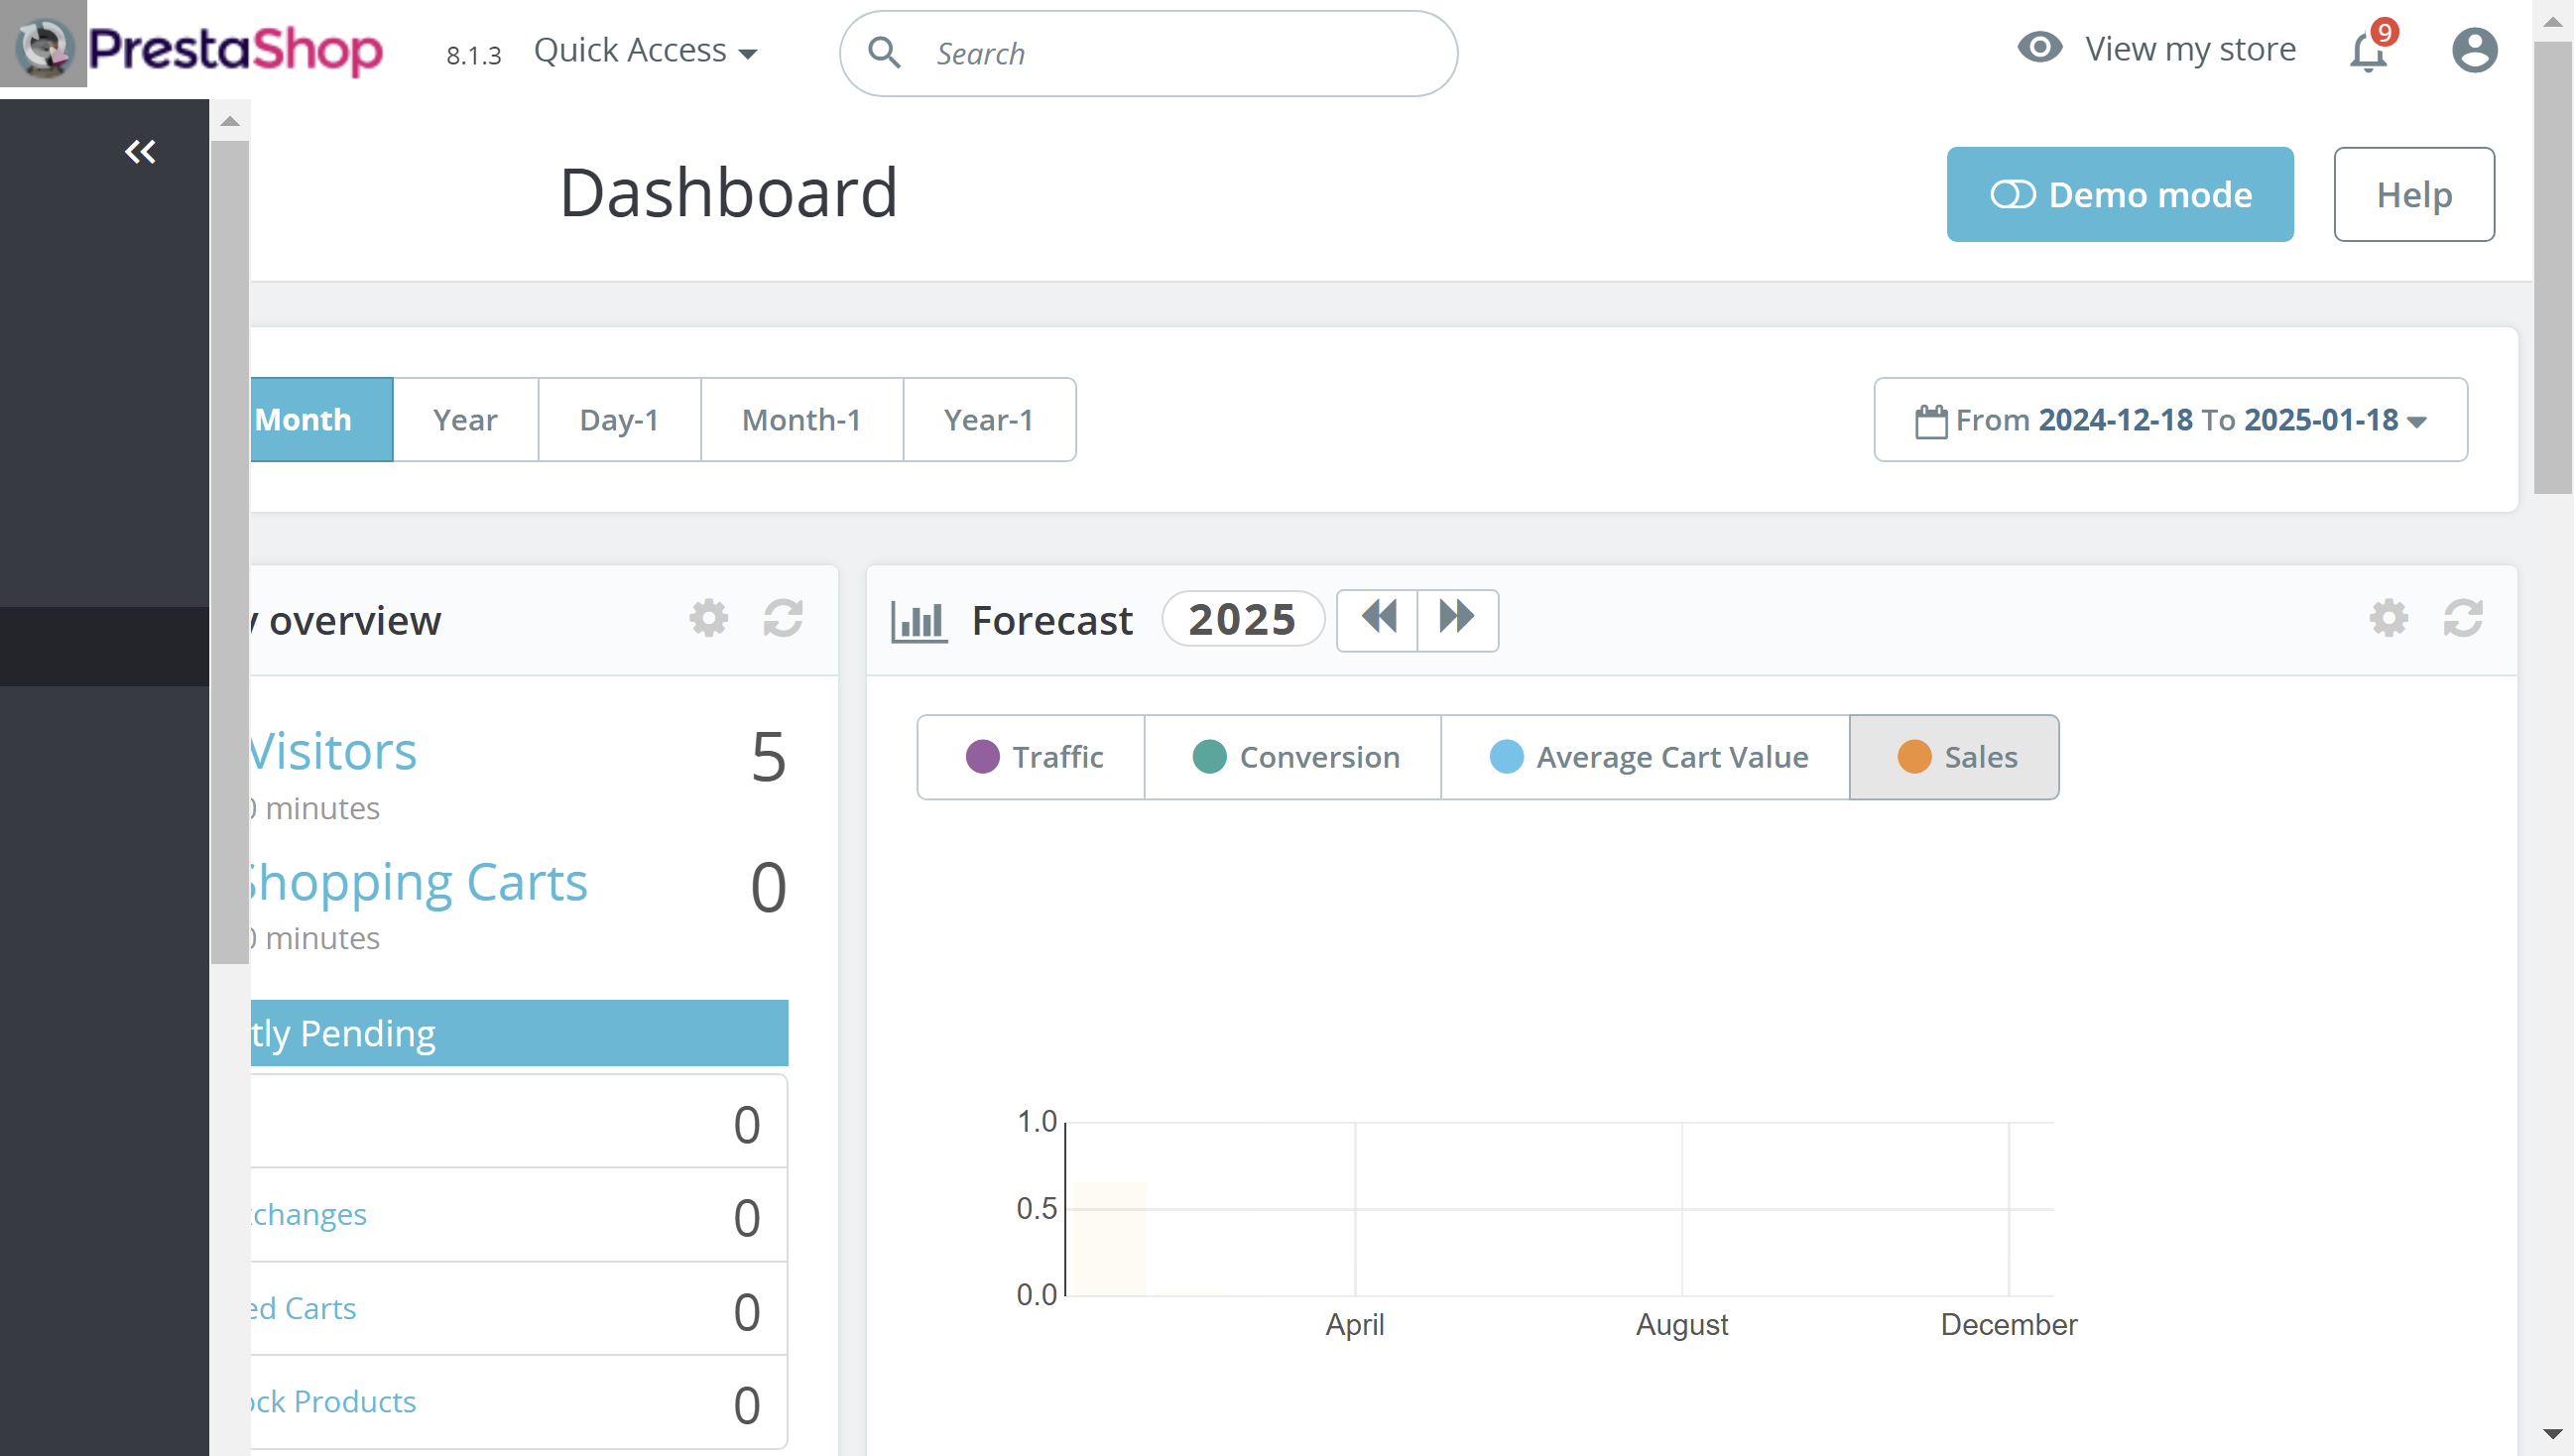 PrestaShop 8.1.3 Quick Access Search View my store 9
Dashboard Demo mode Help
Month Year Day-1 Month-1 Year-1 From 2024-12-18 To 2025-01-18
overview Forecast 2025
Visitors 5 Traffic Conversion Average Cart Value Sales
minutes
Shopping Carts 0
minutes
tly Pending
0
changes 0
ed Carts 0
ock Products 0
1.0
0.5
0.0
April August December